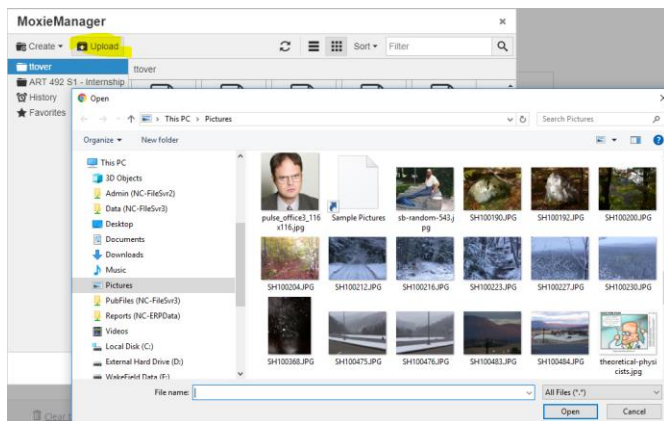 MoxieManager
Create
Upload
Sort
Filter
ttover
ttover
ART 492 S1 - Internship
History
Favorites
Open
This PC > Pictures
Search Pictures
Organize
New folder
This PC
3D Objects
Admin (NC-FileSvr2)
Data (NC-FileSvr3)
Desktop
Documents
Downloads
Music
Pictures
PubFiles (NC-FileSvr3)
Reports (NC-ERPData)
Videos
Local Disk (C:)
External Hard Drive (D:)
WakeField Data (F:)
pulse_office3_116
x116.jpg
Sample Pictures
sb-random-543.j
pg
SH100190.JPG
SH100192.JPG
SH100200.JPG
SH100204.JPG
SH100212.JPG
SH100216.JPG
SH100223.JPG
SH100227.JPG
SH100230.JPG
SH100368.JPG
SH100475.JPG
SH100476.JPG
SH100483.JPG
SH100484.JPG
theoretical-physi
cists.jpg
File name:
All Files (*.*)
Open
Cancel
Clear